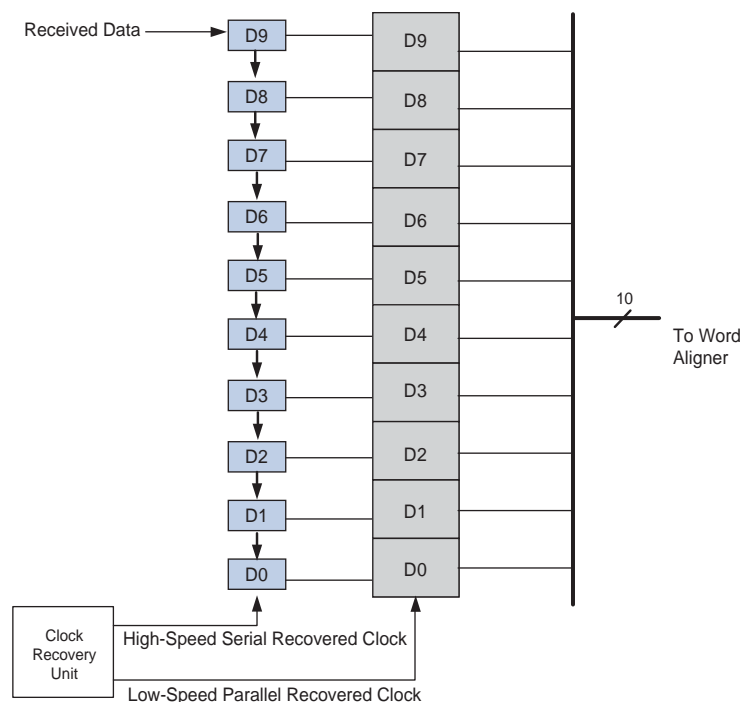 Received Data
D9
D9
D8
D8
D7
D7
D6
D6
D5
D5
10
D4
D4
To Word
Aligner
D3
D3
D2
D2
D1
D1
D0
D0
Clock
Recovery
Unit
High-Speed Serial Recovered Clock
Low-Speed Parallel Recovered Clock